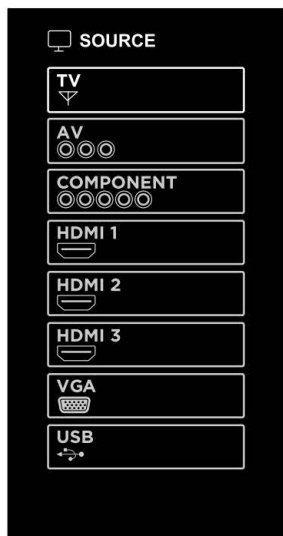 SOURCE
TV
AV
COMPONENT
HDMI 1
HDMI 2
HDMI 3
VGA
USB